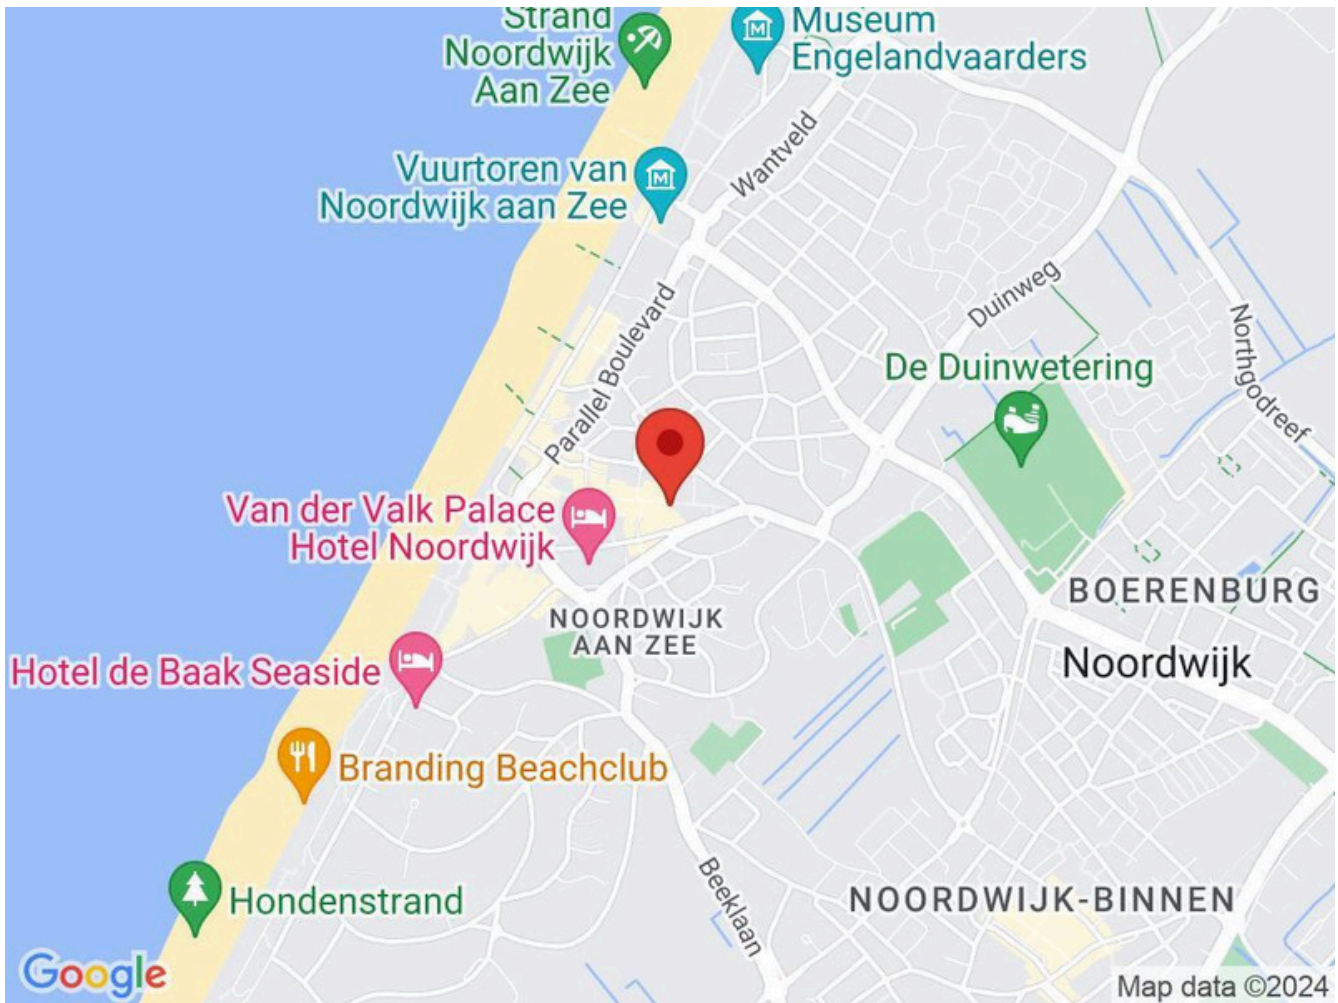 Strand
Noordwijk
Aan Zee
Museum
Engelandvaarders
Vuurtoren van
Noordwijk aan Zee
Wantveld
Duinweg
Northgodreef
Parallel Boulevard
De Duinwetering
Van der Valk Palace
Hotel Noordwijk
BOERENBURG
NOORDWIJK
AAN ZEE
Noordwijk
Hotel de Baak Seaside
Branding Beachclub
Beeklaan
Hondenstrand
NOORDWIJK-BINNEN
Google
Map data ©2024